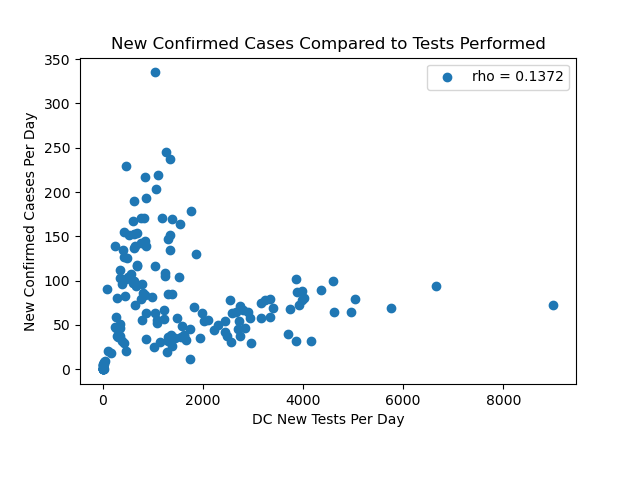 New Confirmed Cases Compared to Tests Performed
rho = 0.1372
350
300
250
200
150
100
50
0
New Confirmed Caeses Per Day
0 2000 4000 6000 8000
DC New Tests Per Day